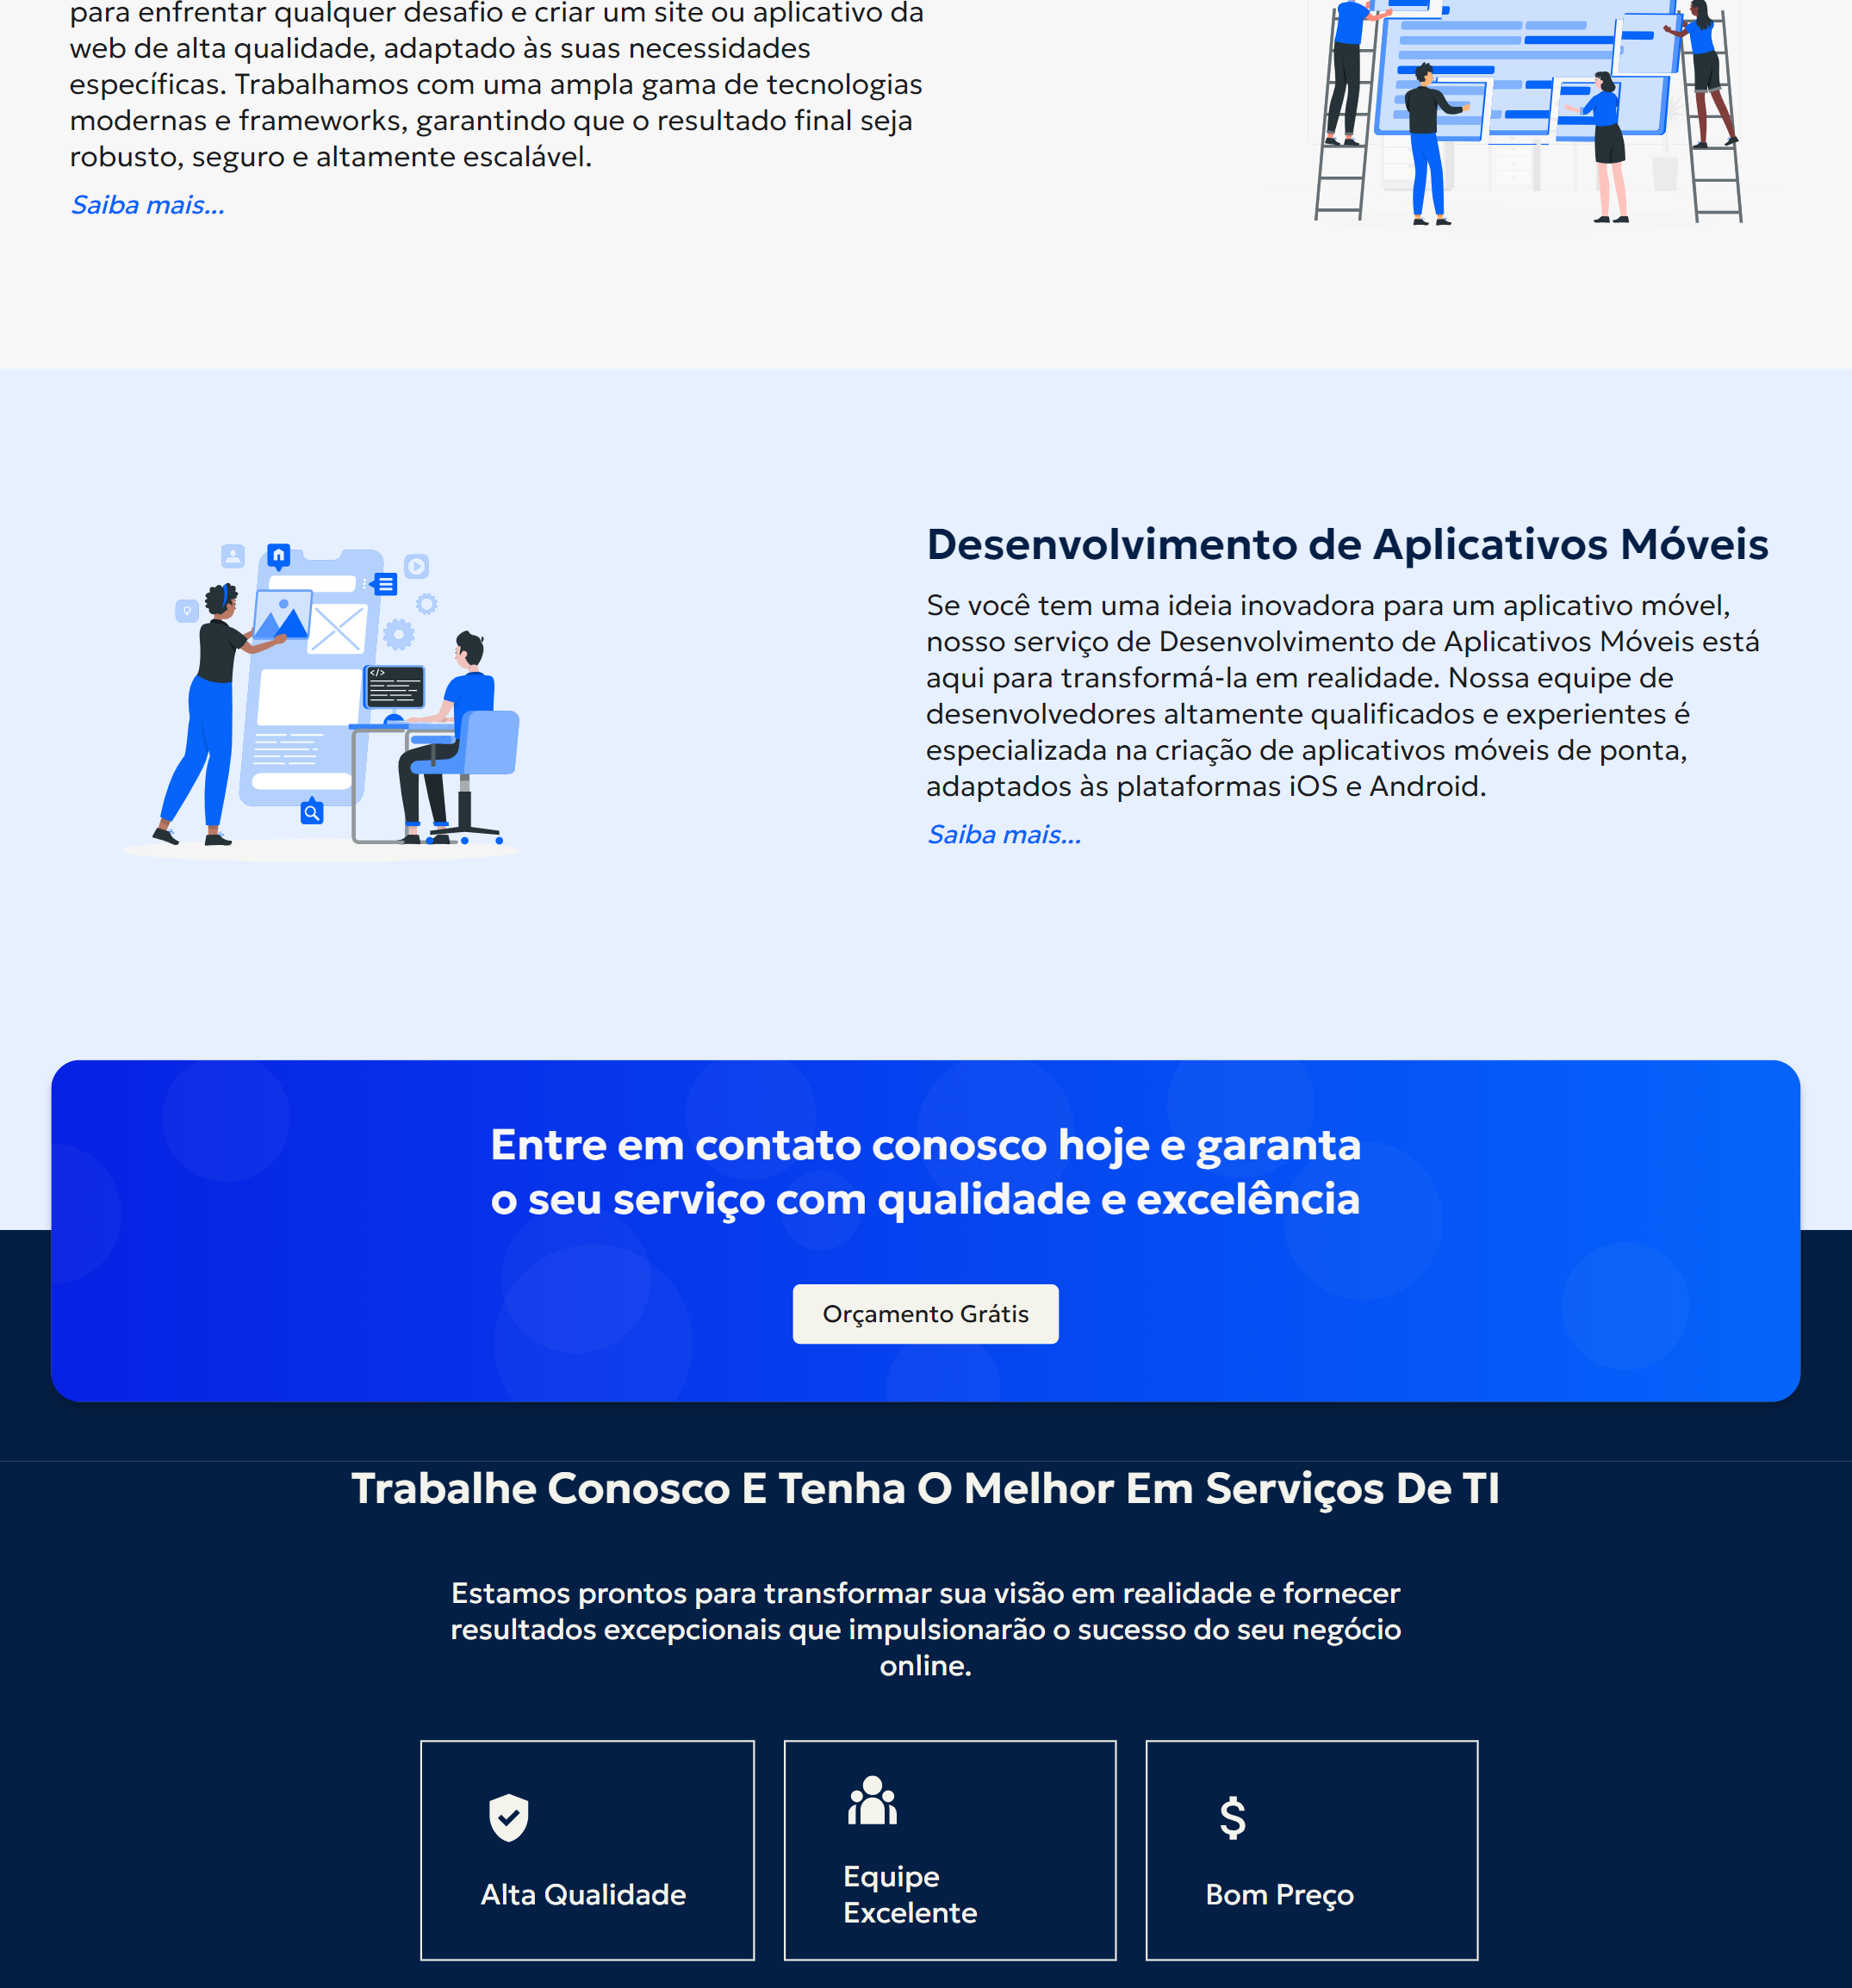 para enfrentar qualquer desafio e criar um site ou aplicativo da
web de alta qualidade, adaptado às suas necessidades
específicas. Trabalhamos com uma ampla gama de tecnologias
modernas e frameworks, garantindo que o resultado final seja
robusto, seguro e altamente escalável.
Saiba mais...
Desenvolvimento de Aplicativos Móveis
Se você tem uma ideia inovadora para um aplicativo móvel,
nosso serviço de Desenvolvimento de Aplicativos Móveis está
aqui para transformá-la em realidade. Nossa equipe de
desenvolvedores altamente qualificados e experientes é
especializada na criação de aplicativos móveis de ponta,
adaptados às plataformas iOS e Android.
Saiba mais...
</>
Entre em contato conosco hoje e garanta
o seu serviço com qualidade e excelência
Orçamento Grátis
Trabalhe Conosco E Tenha O Melhor Em Serviços De TI
Estamos prontos para transformar sua visão em realidade e fornecer
resultados excepcionais que impulsionarão o sucesso do seu negócio
online.
Alta Qualidade
Equipe
Excelente
Bom Preço